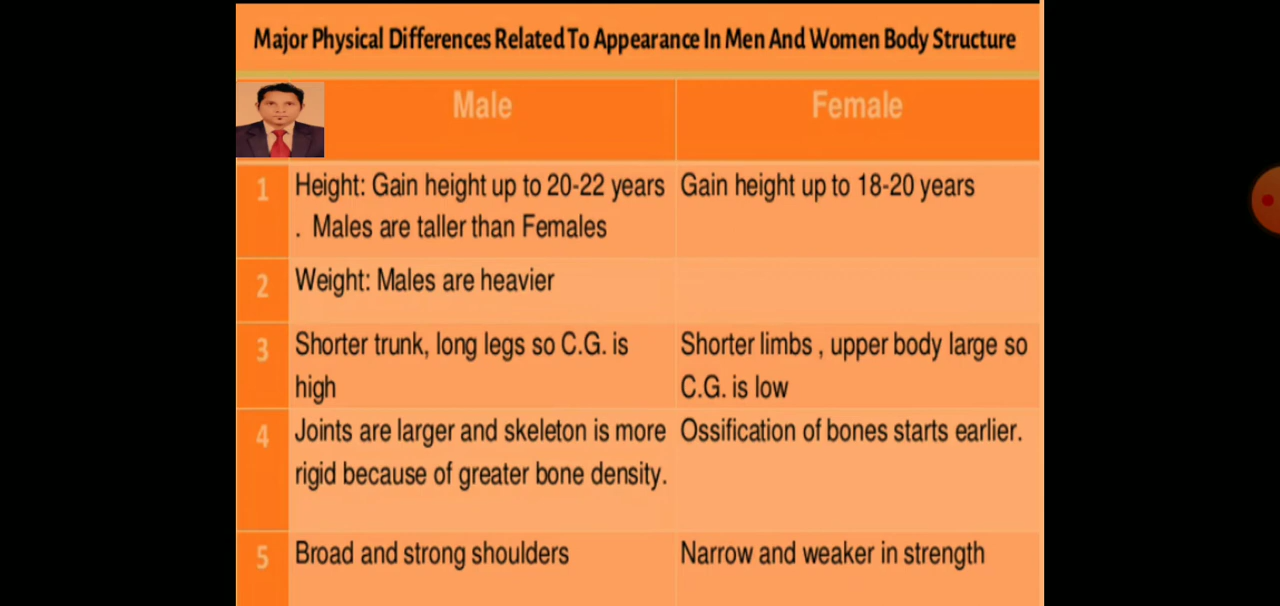 Major Physical Differences Related To Appearance In Men And Women Body Structure
Male
Female
1
Height: Gain height up to 20-22 years
. Males are taller than Females
Gain height up to 18-20 years
2
Weight: Males are heavier
3
Shorter trunk, long legs so C.G. is
high
Shorter limbs , upper body large so
C.G. is low
4
Joints are larger and skeleton is more
rigid because of greater bone density.
Ossification of bones starts earlier.
5
Broad and strong shoulders
Narrow and weaker in strength